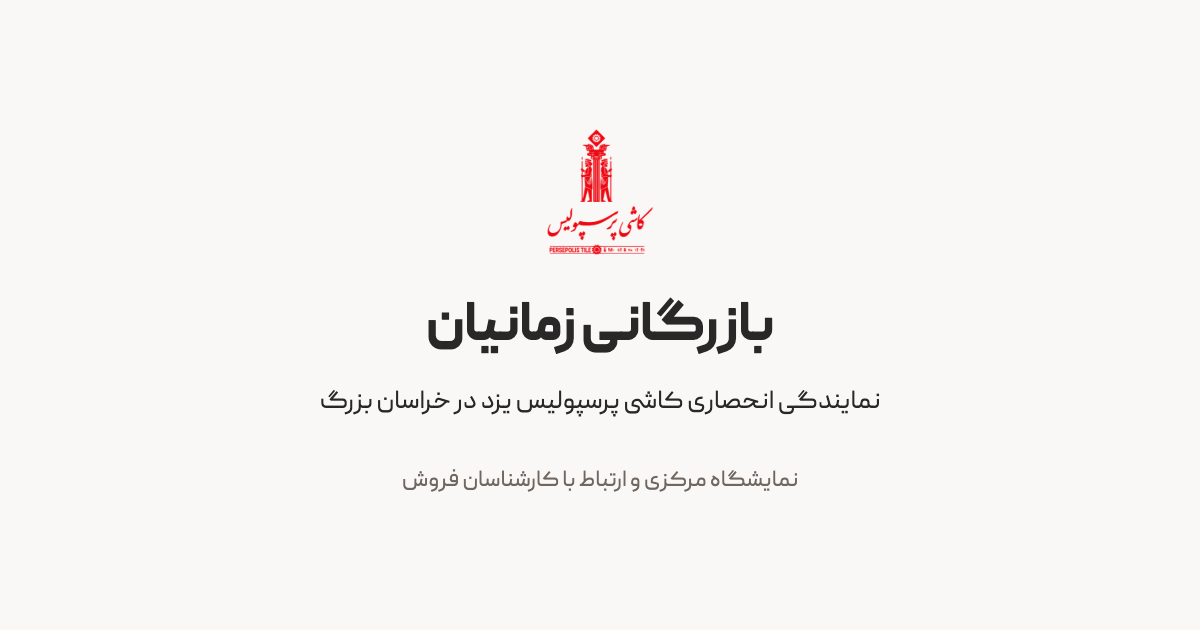 کاشی پرسپولیس
PERSEPOLIS TILE
بازرگانی زمانیان
نمایندگی انحصاری کاشی پرسپولیس یزد در خراسان بزرگ
نمایشگاه مرکزی و ارتباط با کارشناسان فروش